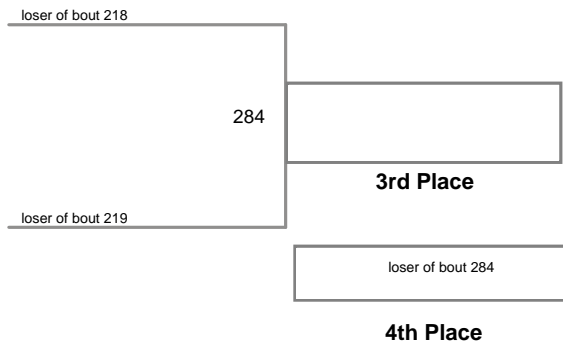 loser of bout 218
284
3rd Place
loser of bout 219
loser of bout 284
4th Place